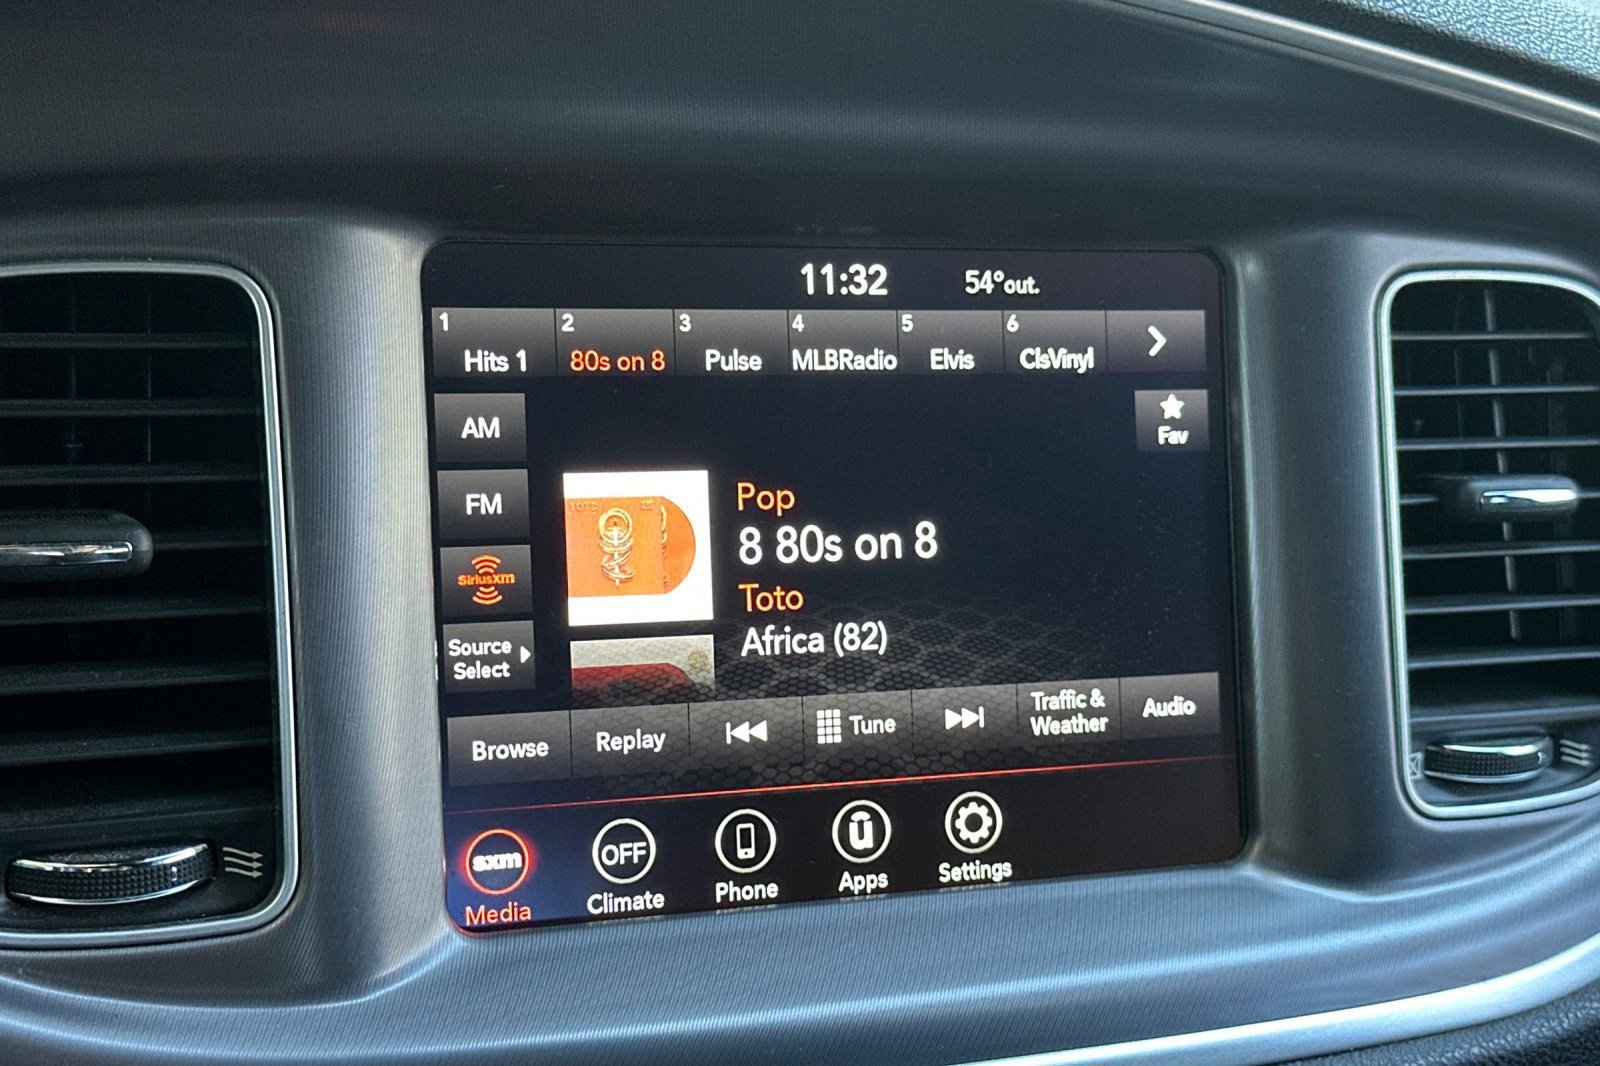 11:32 54°out.
1 2 3 4 5 6
Hits 1 80s on 8 Pulse MLBRadio Elvis ClsVinyl
AM
Fav
FM
Pop
8 80s on 8
SiriusXm
Toto
Africa (82)
Source
Select
Browse Replay Tune Traffic &
Weather Audio
sxm OFF ū
Media Climate Phone Apps Settings
TOTO